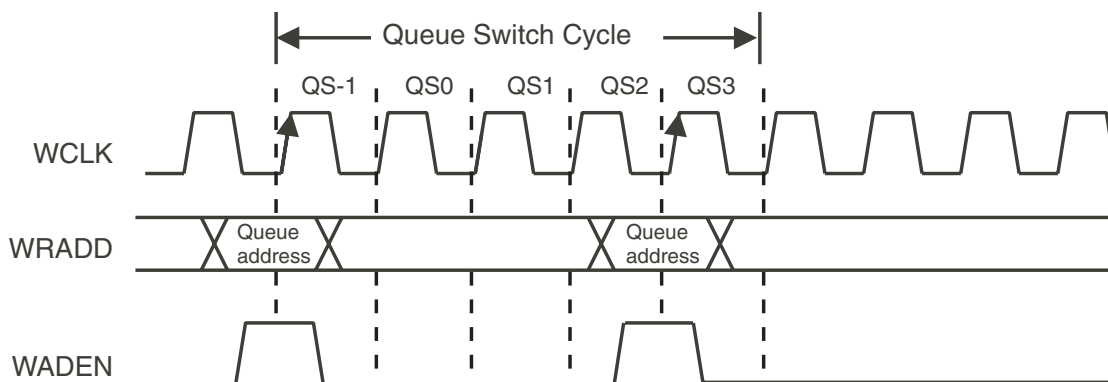 Queue Switch Cycle
QS-1 QS0 QS1 QS2 QS3
WCLK
WRADD
Queue
address
Queue
address
WADEN